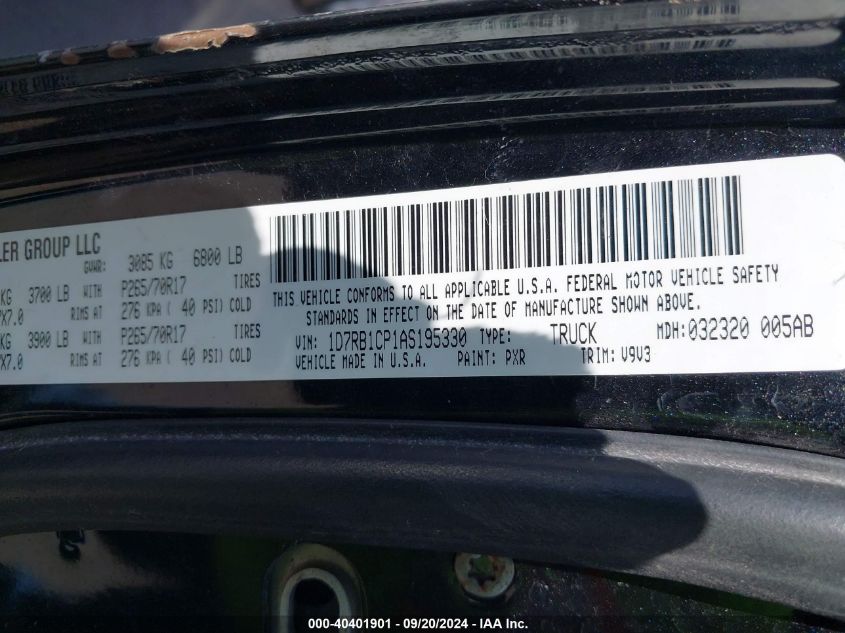 LER GROUP LLC
GVWR: 3085 KG 6800 LB
KG 3700 LB WITH P265/70R17 TIRES
X7.0 RIMS AT 276 KPA ( 40 PSI) COLD
KG 3900 LB WITH P265/70R17 TIRES
X7.0 RIMS AT 276 KPA ( 40 PSI) COLD
THIS VEHICLE CONFORMS TO ALL APPLICABLE U.S.A. FEDERAL MOTOR VEHICLE SAFETY
STANDARDS IN EFFECT ON THE DATE OF MANUFACTURE SHOWN ABOVE.
VIN: 1D7RB1CP1AS195330 TYPE: TRUCK MDH: 032320 005AB
VEHICLE MADE IN U.S.A. PAINT: PXR TRIM: V9V3
000-40401901 - 09/20/2024 - IAA Inc.